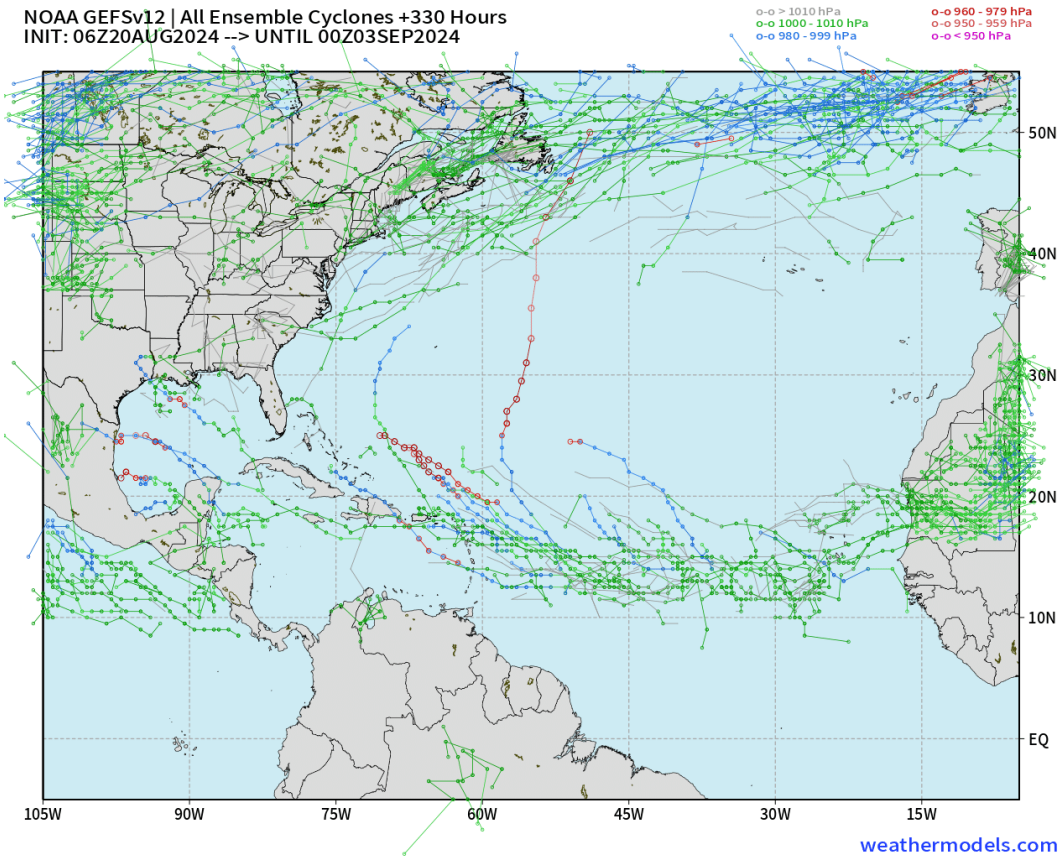 NOAA GEFSv12 | All Ensemble Cyclones +330 Hours
INIT: 06Z20AUG2024 --> UNTIL 00Z03SEP2024
o-o > 1010 hPa
o-o 1000 - 1010 hPa
o-o 980 - 999 hPa
o-o 960 - 979 hPa
o-o 950 - 959 hPa
o-o < 950 hPa
50N
40N
30N
20N
10N
EQ
105W 90W 75W 60W 45W 30W 15W
weathermodels.com